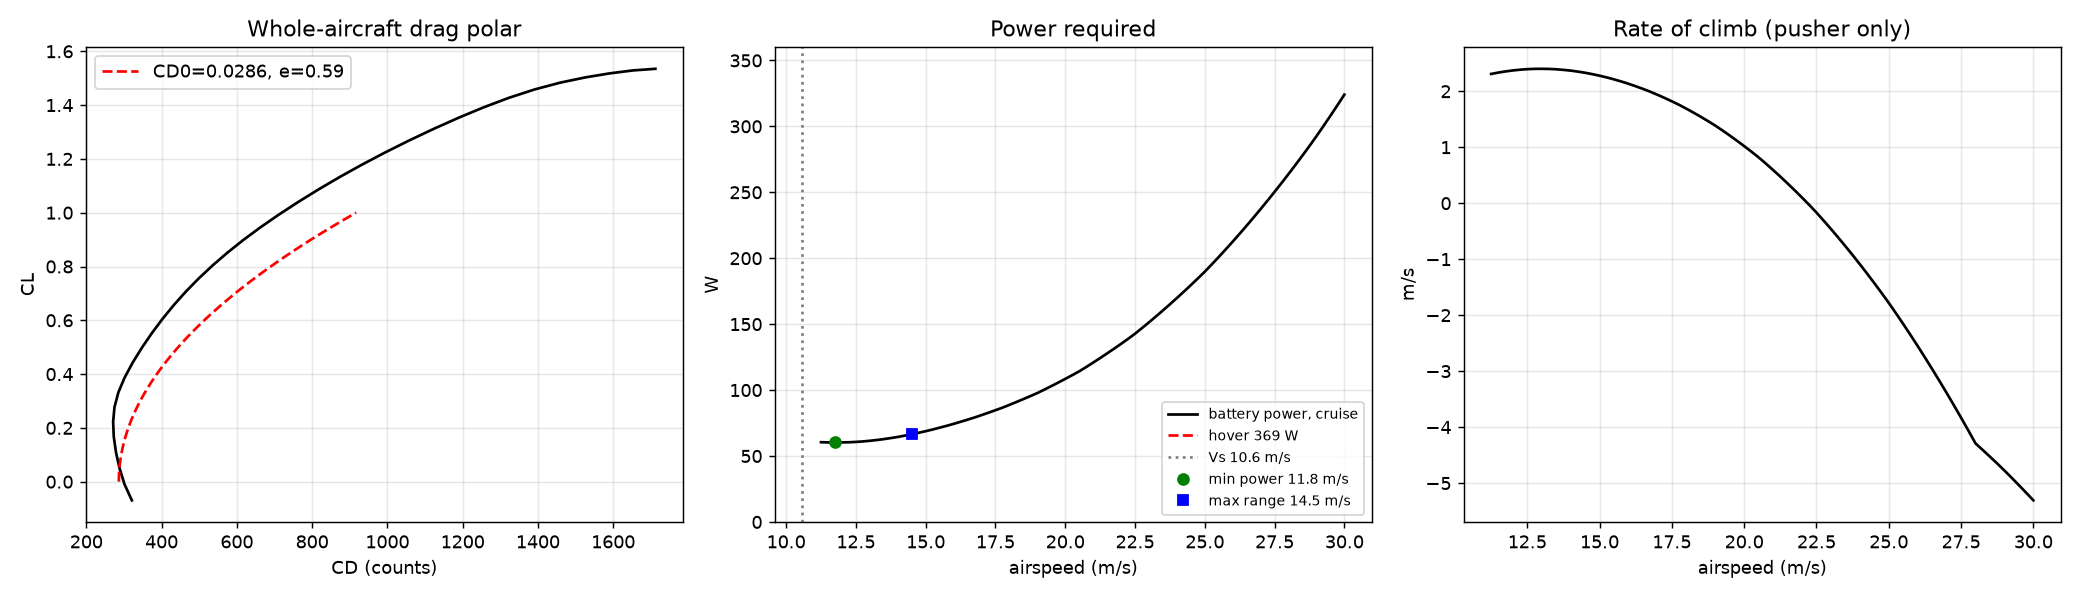 Whole-aircraft drag polar
CD0=0.0286, e=0.59
1.6
1.4
1.2
1.0
0.8
0.6
0.4
0.2
0.0
CL
200 400 600 800 1000 1200 1400 1600
CD (counts)
Power required
350
300
250
200
150
100
50
0
W
battery power, cruise
hover 369 W
Vs 10.6 m/s
min power 11.8 m/s
max range 14.5 m/s
10.0 12.5 15.0 17.5 20.0 22.5 25.0 27.5 30.0
airspeed (m/s)
Rate of climb (pusher only)
2
1
0
−1
−2
−3
−4
−5
m/s
12.5 15.0 17.5 20.0 22.5 25.0 27.5 30.0
airspeed (m/s)